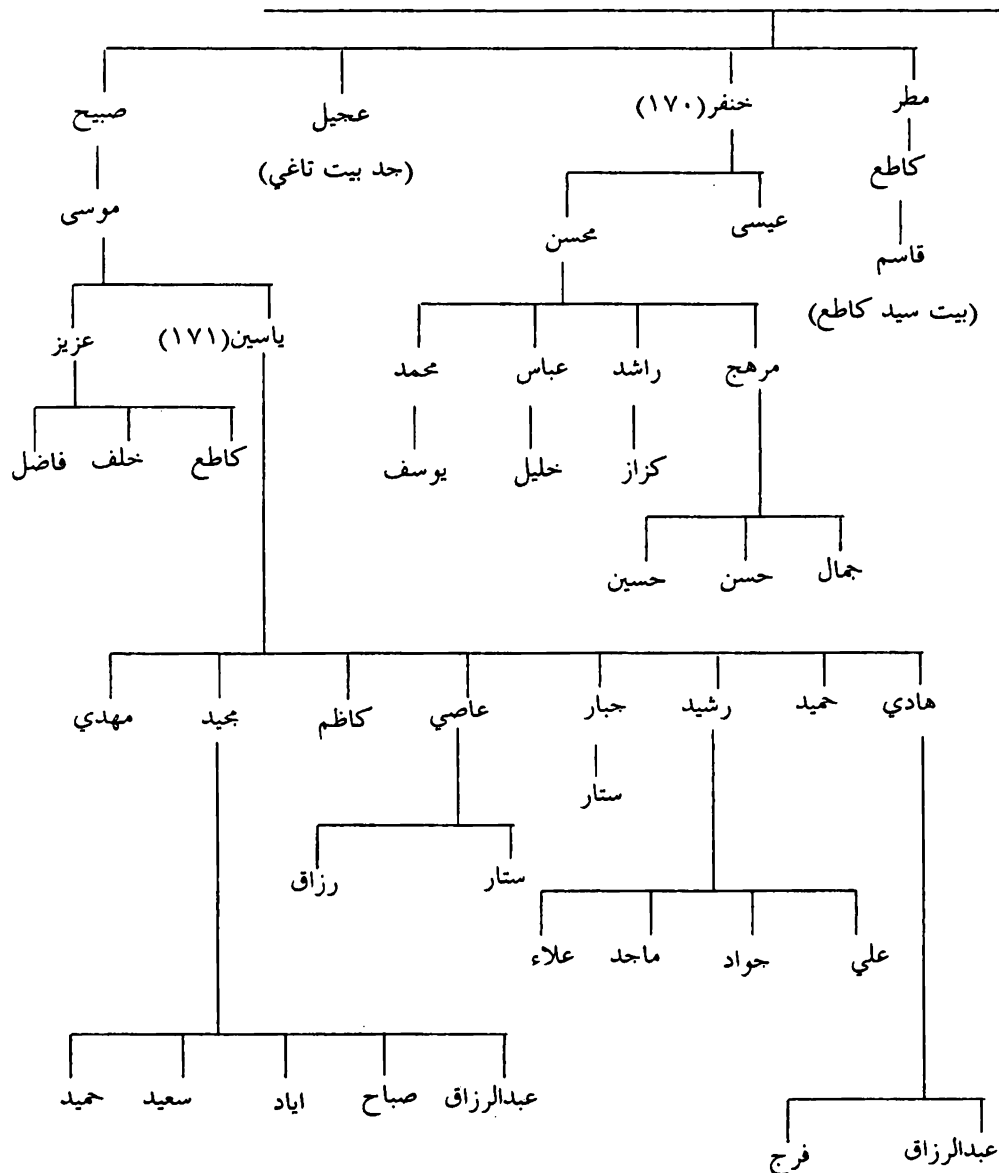 مطر خنفر(١٧٠) عجيل صبيح
كاطع (جد بيت تاغي)
عيسى محسن موسى
قاسم
(بيت سيد كاطع)
ياسين(١٧١) عزيز
مرهج راشد عباس محمد
كزاز خليل يوسف كاطع خلف فاضل
جمال حسن حسين
هادي حميد رشيد جبار عاصي كاظم مجيد مهدي
ستار
ستار رزاق
علي جواد ماجد علاء
عبدالرزاق صباح اياد سعيد حميد
عبدالرزاق فرج